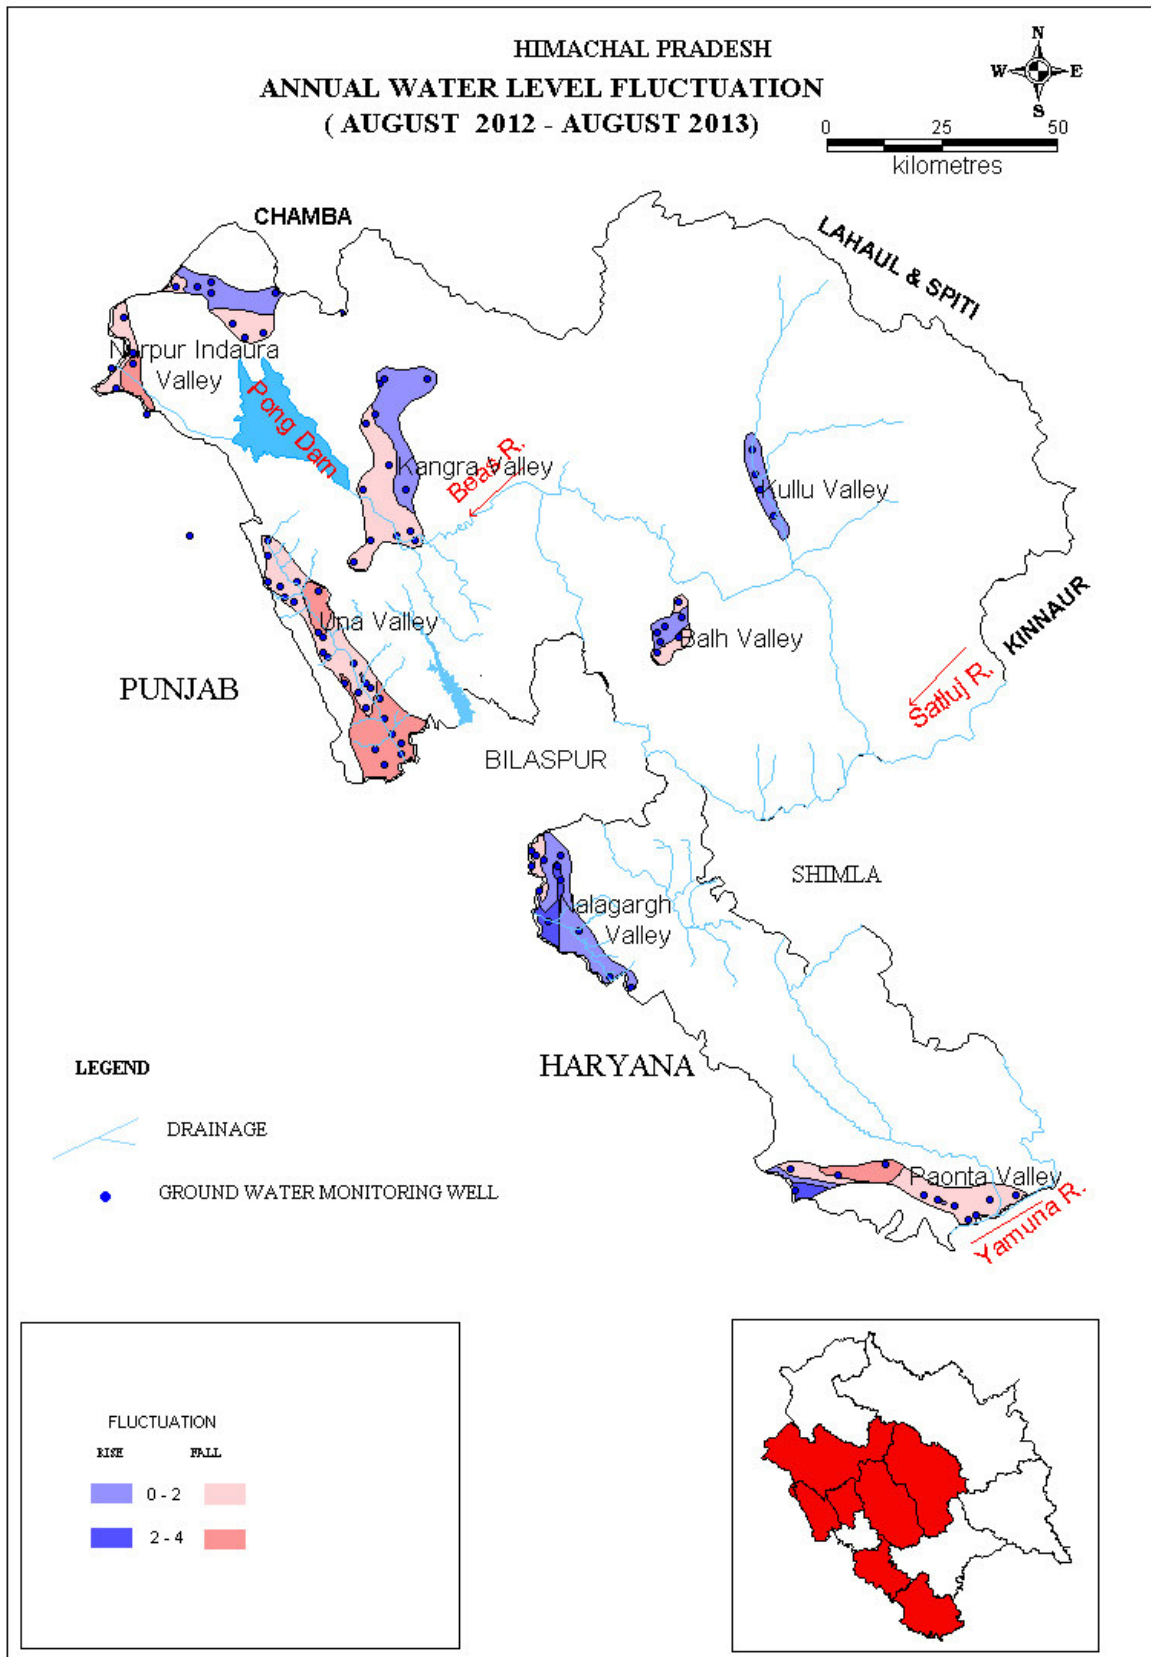 HIMACHAL PRADESH
ANNUAL WATER LEVEL FLUCTUATION
( AUGUST 2012 - AUGUST 2013)
N
W E
S
0 25 50
kilometres
CHAMBA
LAHAUL & SPITI
Nurpur Indaura
Valley
Pong Dam
Kangra Valley
Beas R.
Kullu Valley
Una Valley
Balh Valley
KINNAUR
PUNJAB
Satluj R.
BILASPUR
SHIMLA
Nalagargh
Valley
HARYANA
LEGEND
DRAINAGE
GROUND WATER MONITORING WELL
Paonta Valley
Yamuna R.
FLUCTUATION
RISE FALL
0 - 2
2 - 4